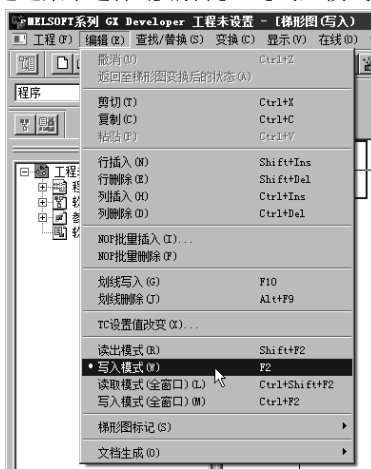 MELSOFT系列 GX Developer 工程未设置 - [梯形图(写入)
工程(F) 编辑(E) 查找/替换(S) 变换(C) 显示(V) 在线(O)
撤消(U) Ctrl+Z
返回至梯形图变换后的状态(A)
程序
剪切(T) Ctrl+X
复制(C) Ctrl+C
粘贴(P) Ctrl+V
行插入(N) Shift+Ins
行删除(E) Shift+Del
列插入(H) Ctrl+Ins
列删除(D) Ctrl+Del
NOP批量插入(I)...
NOP批量删除(F)
划线写入(G) F10
划线删除(J) Alt+F9
TC设置值改变(X)...
读出模式(R) Shift+F2
• 写入模式(W) F2
读取模式(全窗口)(L) Ctrl+Shift+F2
写入模式(全窗口)(M) Ctrl+F2
梯形图标记(S)
文档生成(O)
工程
程
软
参
软